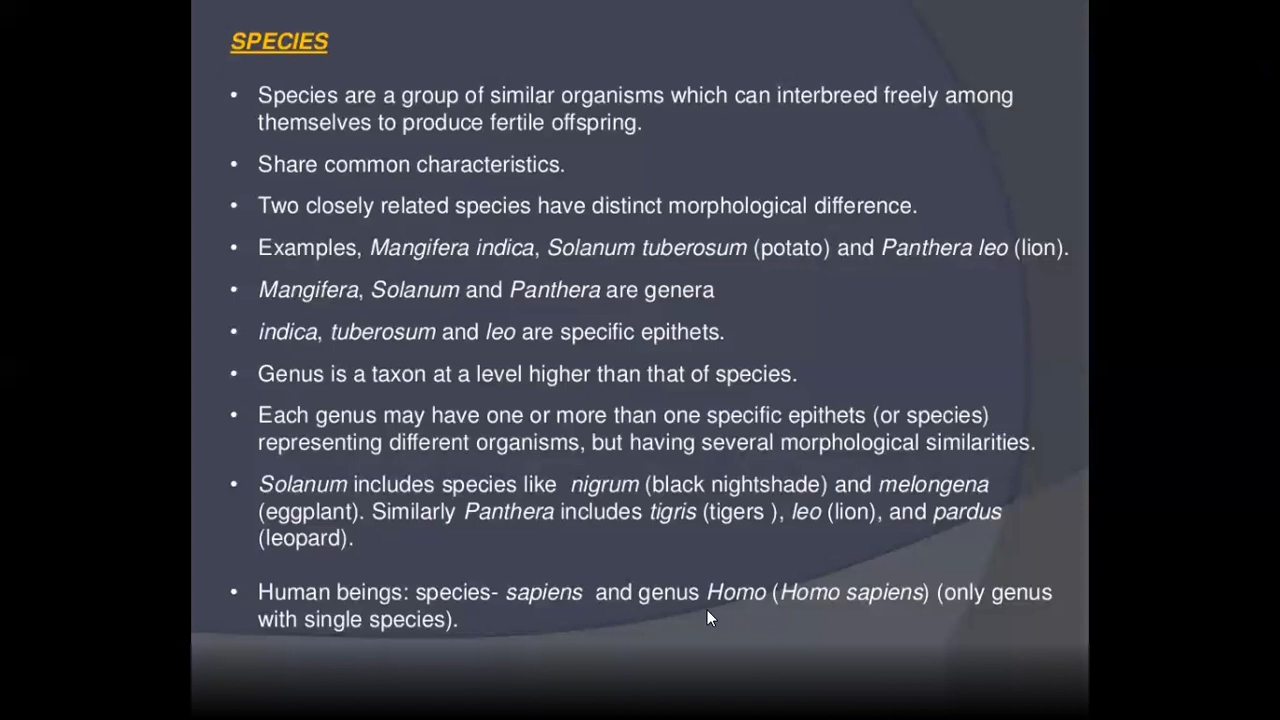 SPECIES
• Species are a group of similar organisms which can interbreed freely among
themselves to produce fertile offspring.
• Share common characteristics.
• Two closely related species have distinct morphological difference.
• Examples, Mangifera indica, Solanum tuberosum (potato) and Panthera leo (lion).
• Mangifera, Solanum and Panthera are genera
• indica, tuberosum and leo are specific epithets.
• Genus is a taxon at a level higher than that of species.
• Each genus may have one or more than one specific epithets (or species)
representing different organisms, but having several morphological similarities.
• Solanum includes species like nigrum (black nightshade) and melongena
(eggplant). Similarly Panthera includes tigris (tigers ), leo (lion), and pardus
(leopard).
• Human beings: species- sapiens and genus Homo (Homo sapiens) (only genus
with single species).